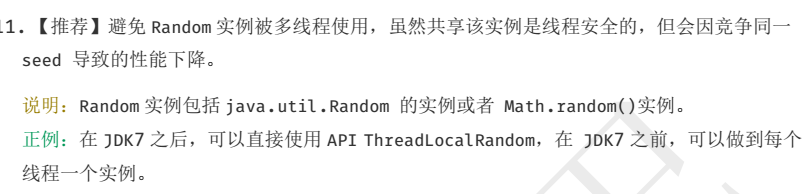 11.【推荐】避免 Random 实例被多线程使用，虽然共享该实例是线程安全的，但会因竞争同一
seed 导致的性能下降。
说明：Random 实例包括 java.util.Random 的实例或者 Math.random()实例。
正例：在 JDK7 之后，可以直接使用 API ThreadLocalRandom，在 JDK7 之前，可以做到每个
线程一个实例。